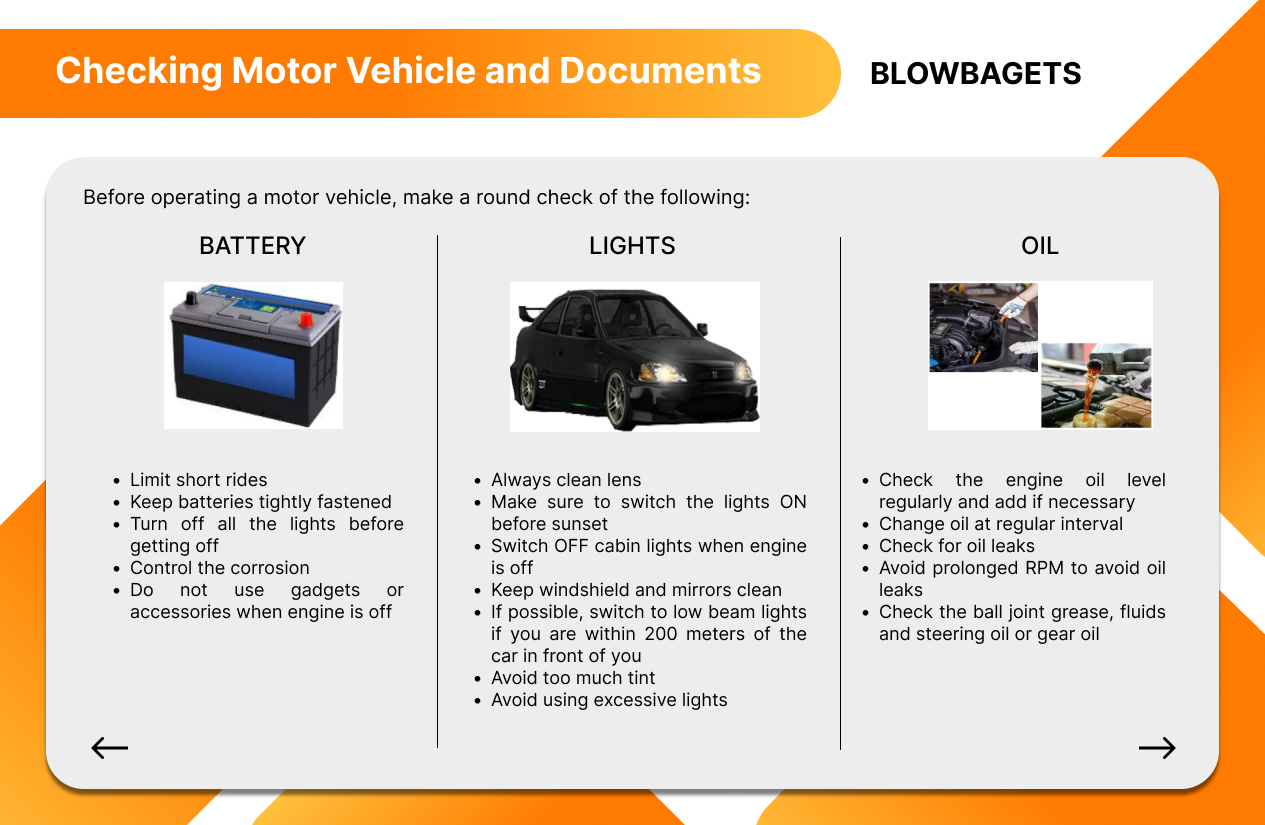 Checking Motor Vehicle and Documents
BLOWBAGETS
Before operating a motor vehicle, make a round check of the following:
BATTERY
• Limit short rides
• Keep batteries tightly fastened
• Turn off all the lights before
getting off
• Control the corrosion
• Do not use gadgets or
accessories when engine is off
LIGHTS
• Always clean lens
• Make sure to switch the lights ON
before sunset
• Switch OFF cabin lights when engine
is off
• Keep windshield and mirrors clean
• If possible, switch to low beam lights
if you are within 200 meters of the
car in front of you
• Avoid too much tint
• Avoid using excessive lights
OIL
• Check the engine oil level
regularly and add if necessary
• Change oil at regular interval
• Check for oil leaks
• Avoid prolonged RPM to avoid oil
leaks
• Check the ball joint grease, fluids
and steering oil or gear oil